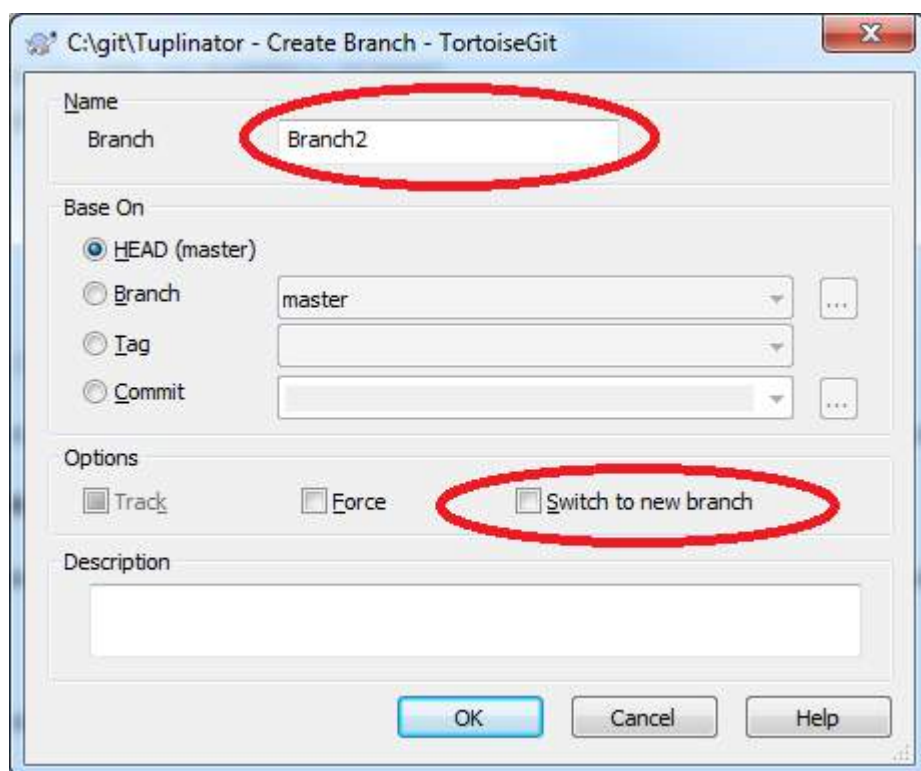 C:\git\Tuplinator - Create Branch - TortoiseGit
Name
Branch Branch2
Base On
HEAD (master)
Branch master ...
Tag
Commit ...
Options
Track Force Switch to new branch
Description
OK Cancel Help